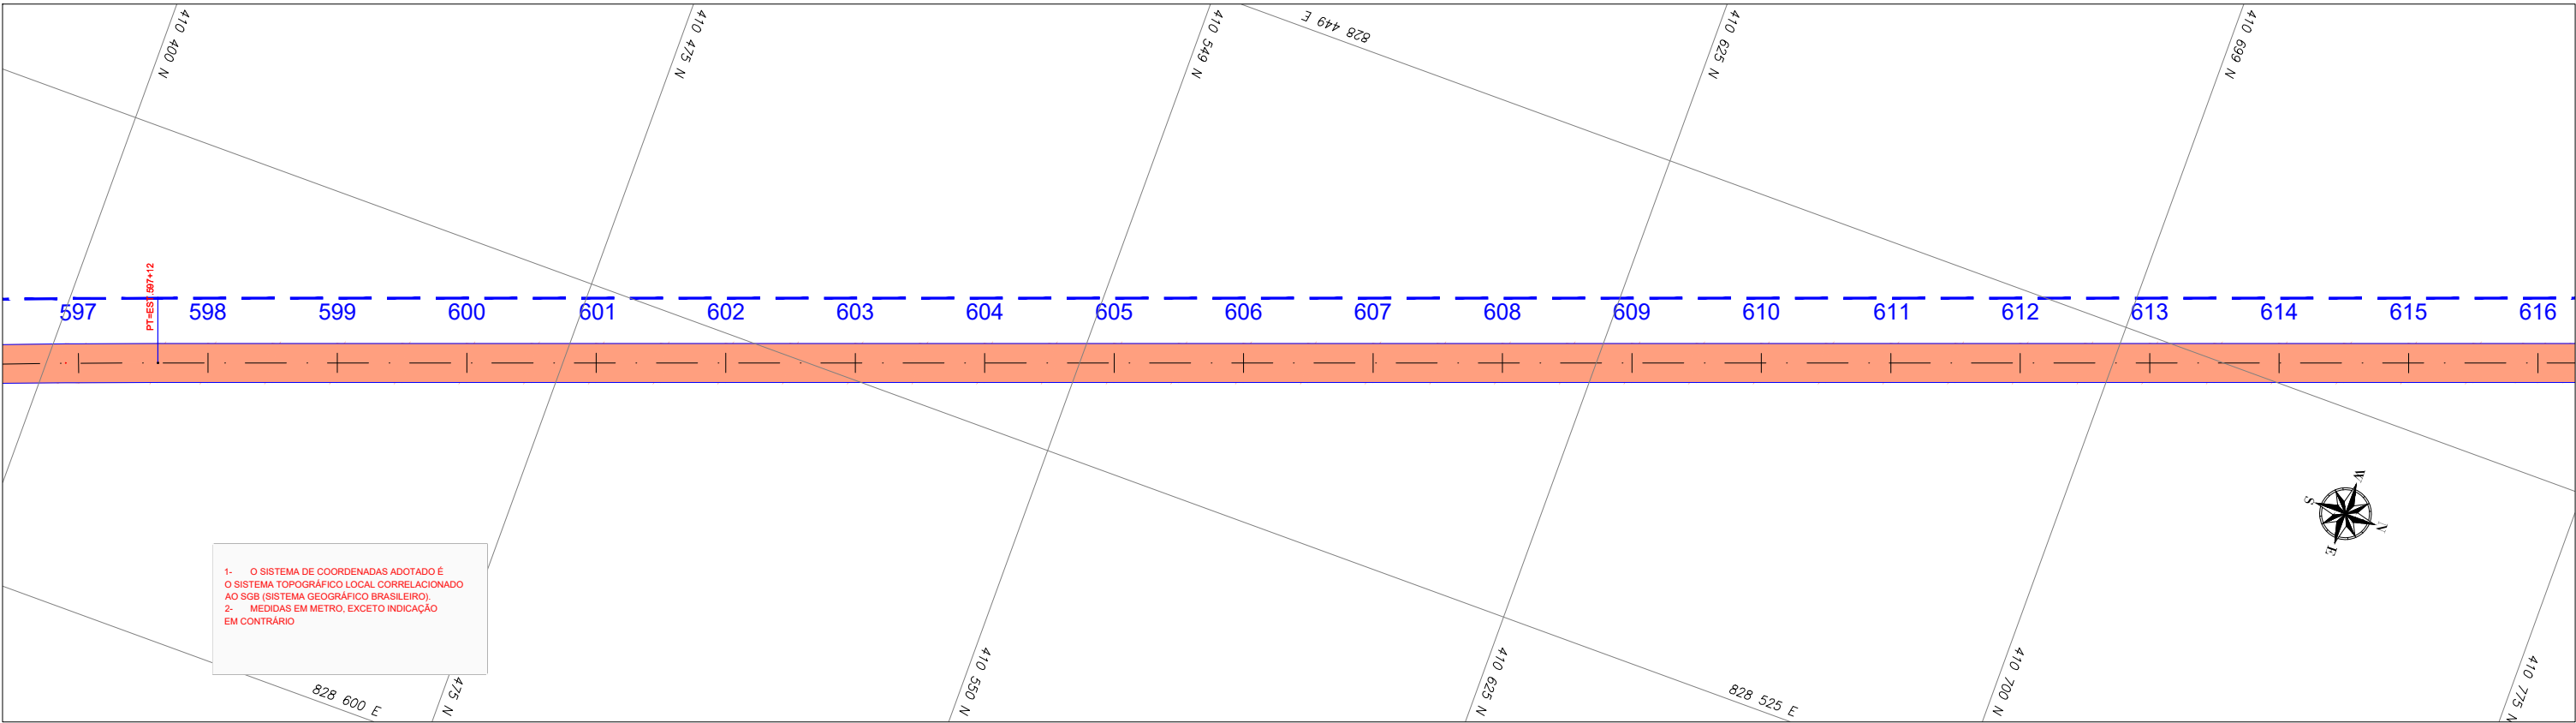 410 400 N
410 475 N
410 549 N
828 449 E
410 625 N
410 699 N
PT=EST.597+12
597 598 599 600 601 602 603 604 605 606 607 608 609 610 611 612 613 614 615 616
W
S
N
E
1- O SISTEMA DE COORDENADAS ADOTADO É
O SISTEMA TOPOGRÁFICO LOCAL CORRELACIONADO
AO SGB (SISTEMA GEOGRÁFICO BRASILEIRO).
2- MEDIDAS EM METRO, EXCETO INDICAÇÃO
EM CONTRÁRIO
828 600 E
475 N
410 550 N
410 625 N
828 525 E
410 700 N
410 775 N